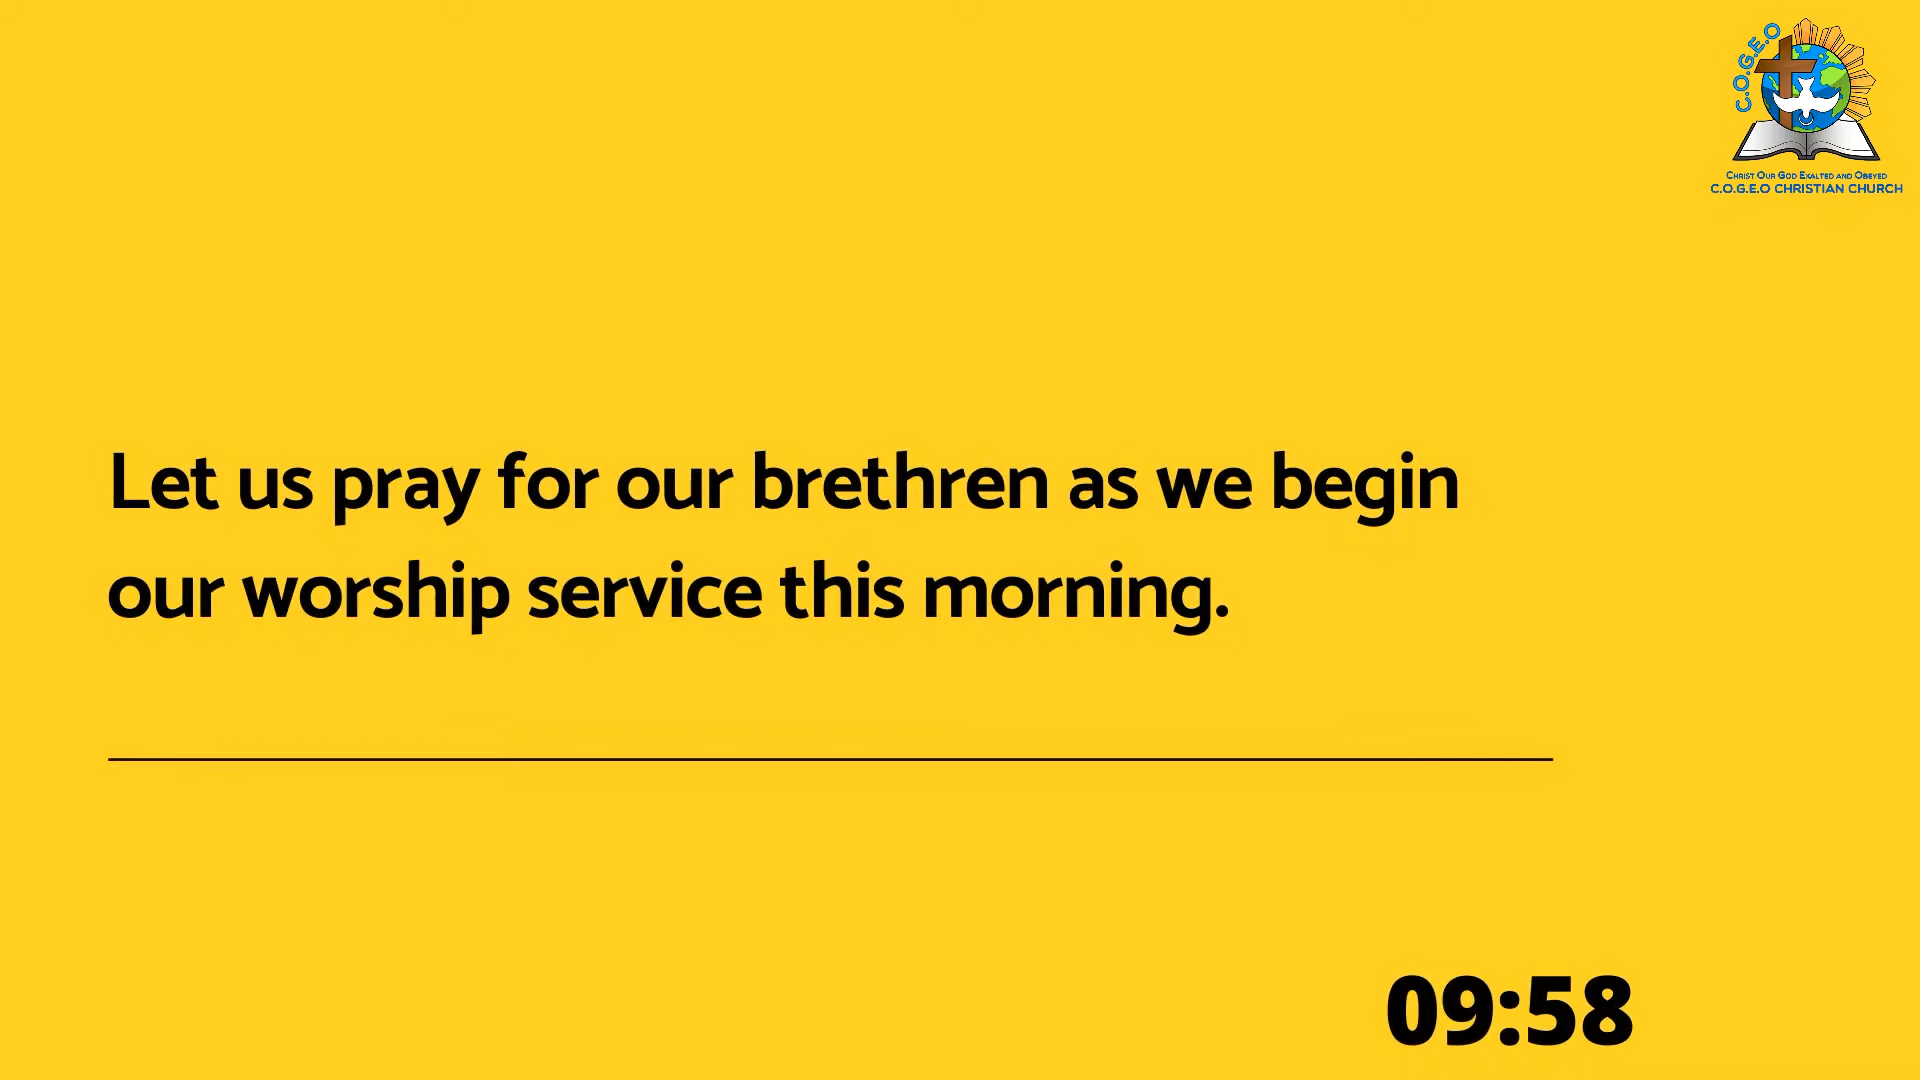 C.O.G.E.O
Christ Our God Exalted and Obeyed
C.O.G.E.O CHRISTIAN CHURCH
Let us pray for our brethren as we begin
our worship service this morning.
09:58